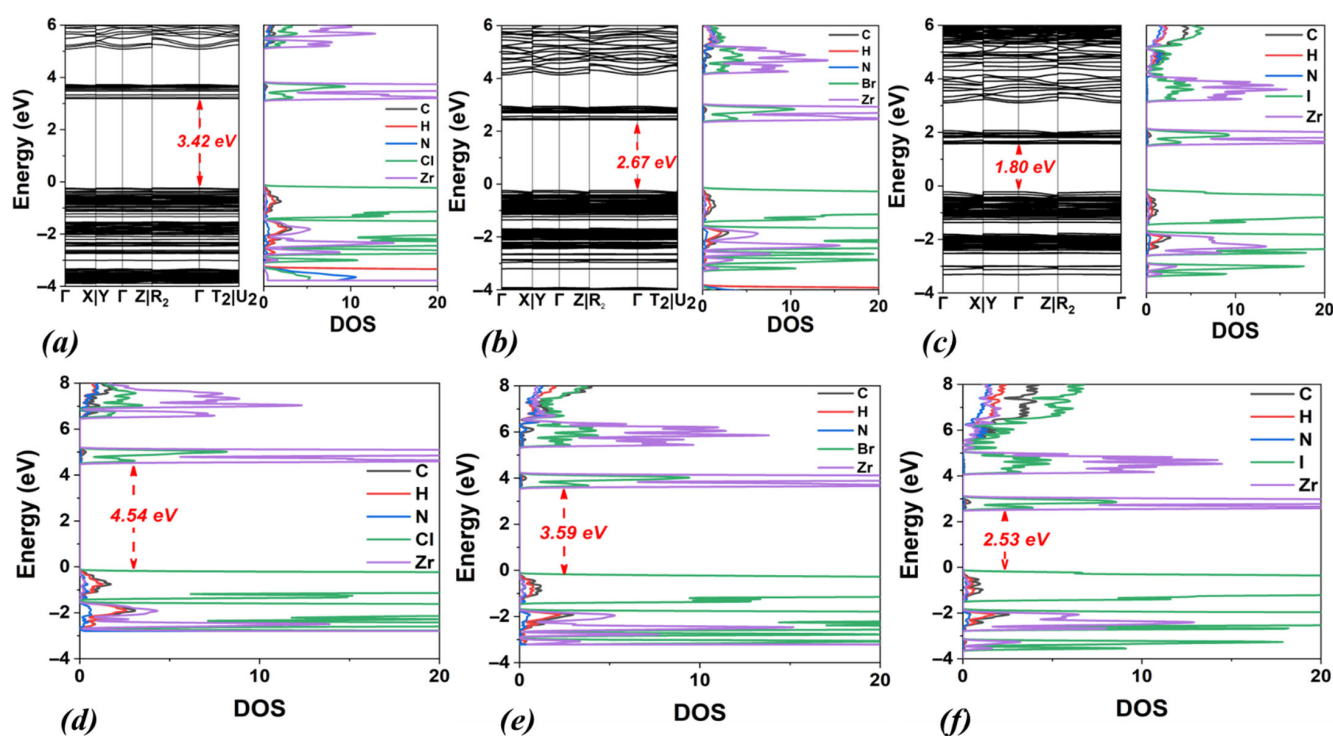 6
4
2
0
−2
−4
Energy (eV)
3.42 eV
Γ X|Y Γ Z|R2 Γ T2|U2
C
H
N
Cl
Zr
0 10 20
DOS
(a)
6
4
2
0
−2
−4
Energy (eV)
2.67 eV
Γ X|Y Γ Z|R2 Γ T2|U2
C
H
N
Br
Zr
0 10 20
DOS
(b)
6
4
2
0
−2
−4
Energy (eV)
1.80 eV
Γ X|Y Γ Z|R2 Γ
C
H
N
I
Zr
0 5 10 15 20
DOS
(c)
8
6
4
2
0
−2
−4
Energy (eV)
4.54 eV
C
H
N
Cl
Zr
0 10 20
DOS
(d)
8
6
4
2
0
−2
−4
Energy (eV)
3.59 eV
C
H
N
Br
Zr
0 10 20
DOS
(e)
8
6
4
2
0
−2
−4
Energy (eV)
2.53 eV
C
H
N
I
Zr
0 5 10 15 20
DOS
(f)